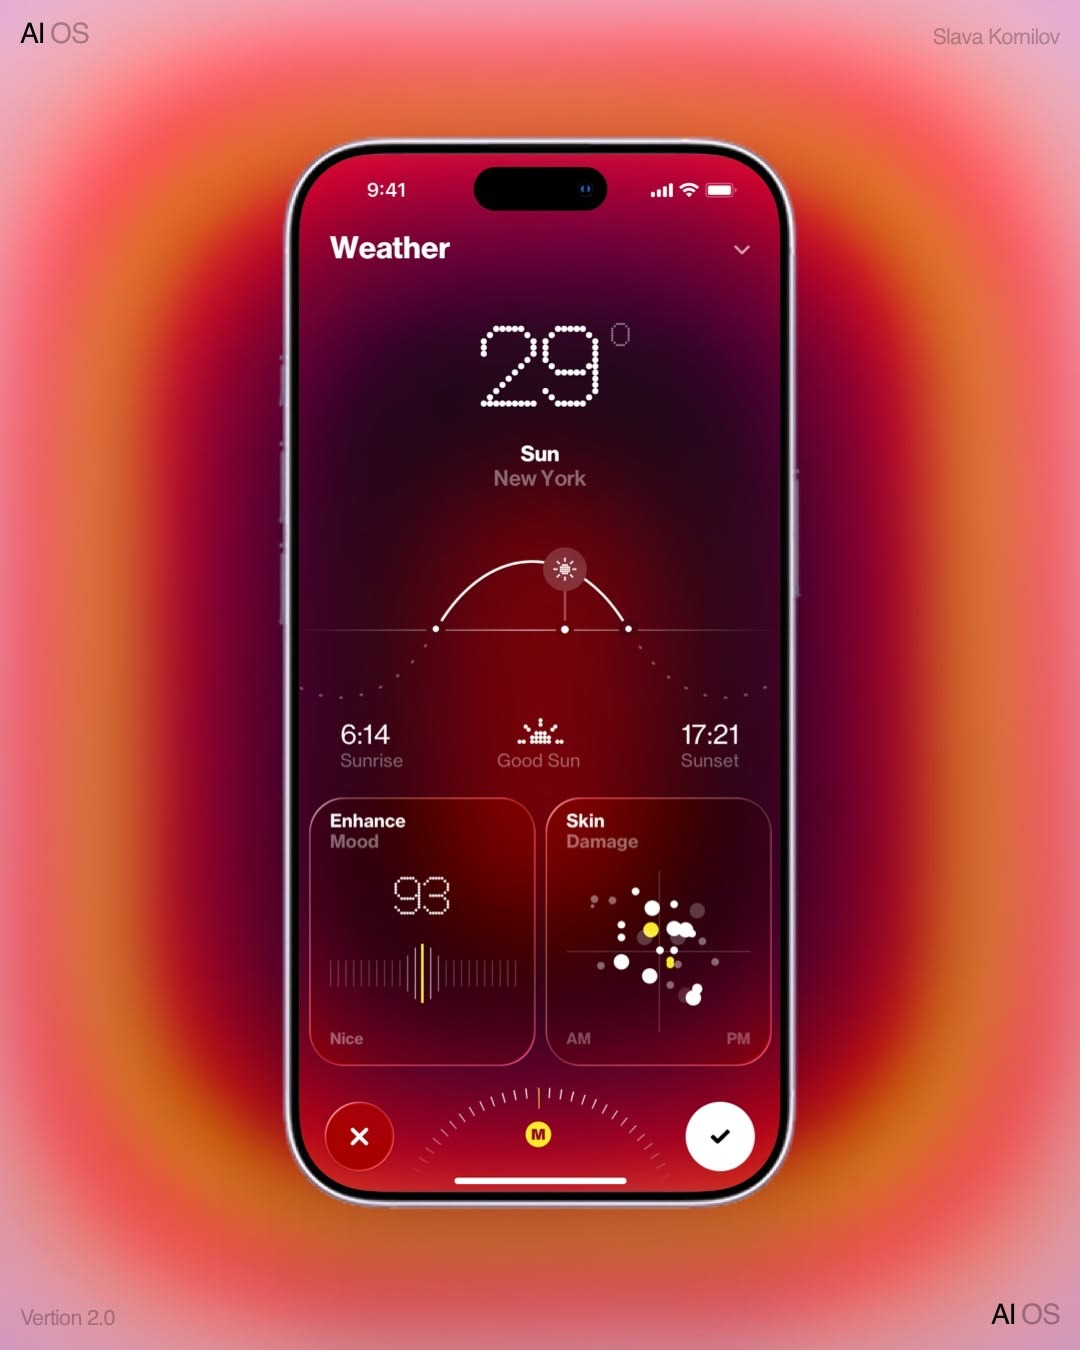 AI OS
Slava Kornilov
9:41
Weather
29°
Sun
New York
6:14
Sunrise
Good Sun
17:21
Sunset
Enhance
Mood
93
Nice
Skin
Damage
AM
PM
M
Vertion 2.0
AI OS